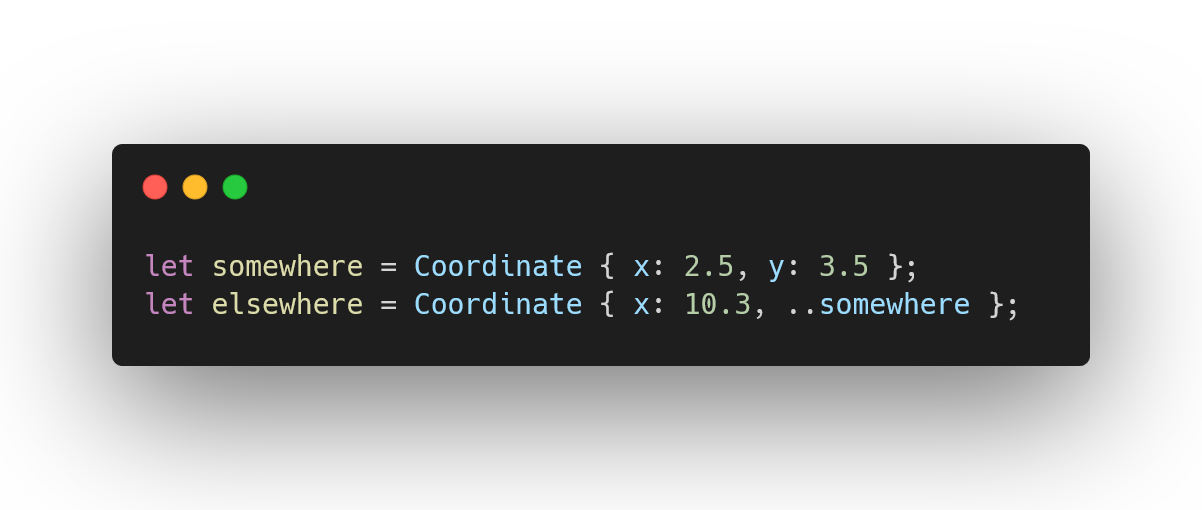 let somewhere = Coordinate { x: 2.5, y: 3.5 };
let elsewhere = Coordinate { x: 10.3, ..somewhere };